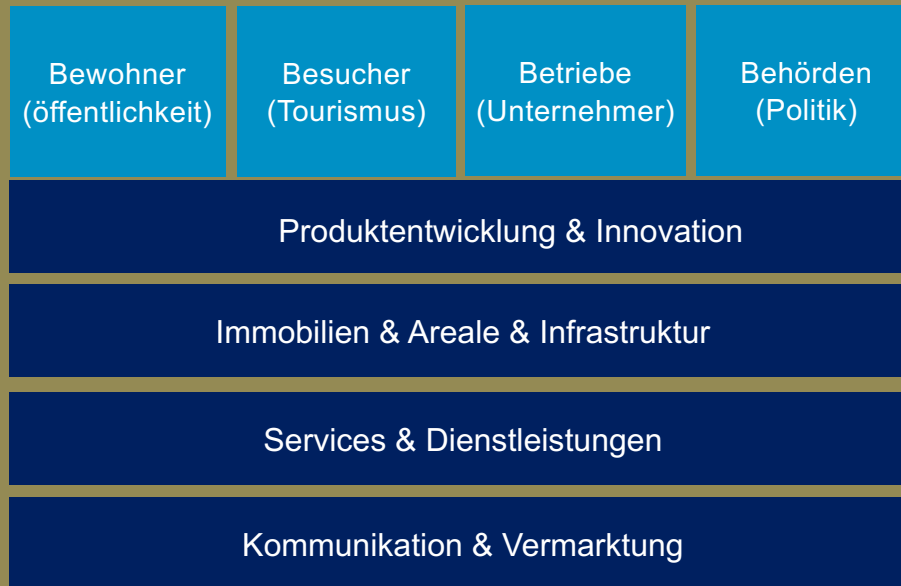 Bewohner
(öffentlichkeit)
Besucher
(Tourismus)
Betriebe
(Unternehmer)
Behörden
(Politik)
Produktentwicklung & Innovation
Immobilien & Areale & Infrastruktur
Services & Dienstleistungen
Kommunikation & Vermarktung